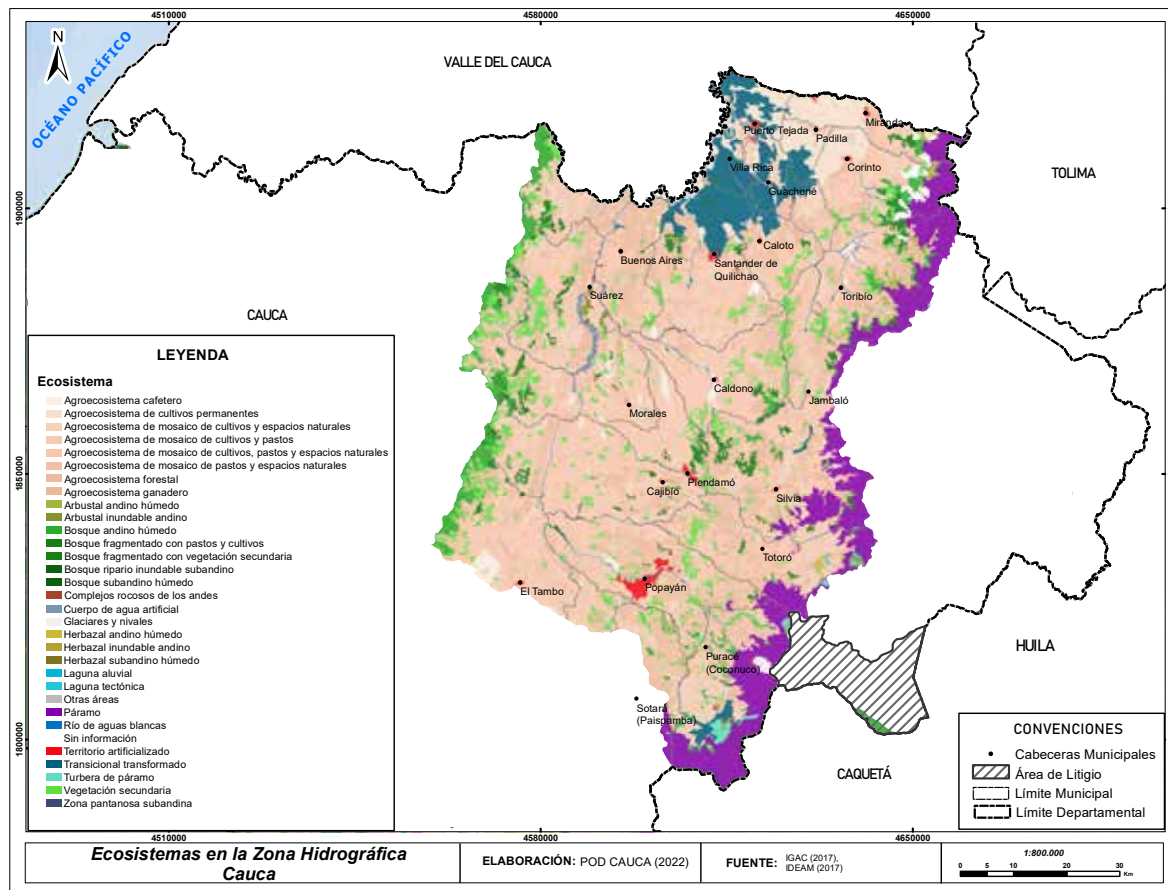 4510000
4580000
4650000
N
OCÉANO PACÍFICO
VALLE DEL CAUCA
TOLIMA
CAUCA
HUILA
CAQUETÁ
1900000
1850000
1800000
1900000
1850000
1800000
Puerto Tejada
Miranda
Padilla
Villa Rica
Corinto
Guachené
Caloto
Buenos Aires
Santander de
Quilichao
Suárez
Toribío
Caldono
Jambaló
Morales
Piendamó
Cajibío
Silvia
Totoró
El Tambo
Popayán
Puracé
(Coconuco)
Sotará
(Paispamba)
LEYENDA
Ecosistema
Agroecosistema cafetero
Agroecosistema de cultivos permanentes
Agroecosistema de mosaico de cultivos y espacios naturales
Agroecosistema de mosaico de cultivos y pastos
Agroecosistema de mosaico de cultivos, pastos y espacios naturales
Agroecosistema de mosaico de pastos y espacios naturales
Agroecosistema forestal
Agroecosistema ganadero
Arbustal andino húmedo
Arbustal inundable andino
Bosque andino húmedo
Bosque fragmentado con pastos y cultivos
Bosque fragmentado con vegetación secundaria
Bosque ripario inundable subandino
Bosque subandino húmedo
Complejos rocosos de los andes
Cuerpo de agua artificial
Glaciares y nivales
Herbazal andino húmedo
Herbazal inundable andino
Herbazal subandino húmedo
Laguna aluvial
Laguna tectónica
Otras áreas
Páramo
Río de aguas blancas
Sin información
Territorio artificializado
Transicional transformado
Turbera de páramo
Vegetación secundaria
Zona pantanosa subandina
CONVENCIONES
Cabeceras Municipales
Área de Litigio
Límite Municipal
Límite Departamental
4510000
4580000
4650000
Ecosistemas en la Zona Hidrográfica
Cauca
ELABORACIÓN: POD CAUCA (2022)
FUENTE: IGAC (2017),
IDEAM (2017)
1:800.000
0 5 10 20 30
Km